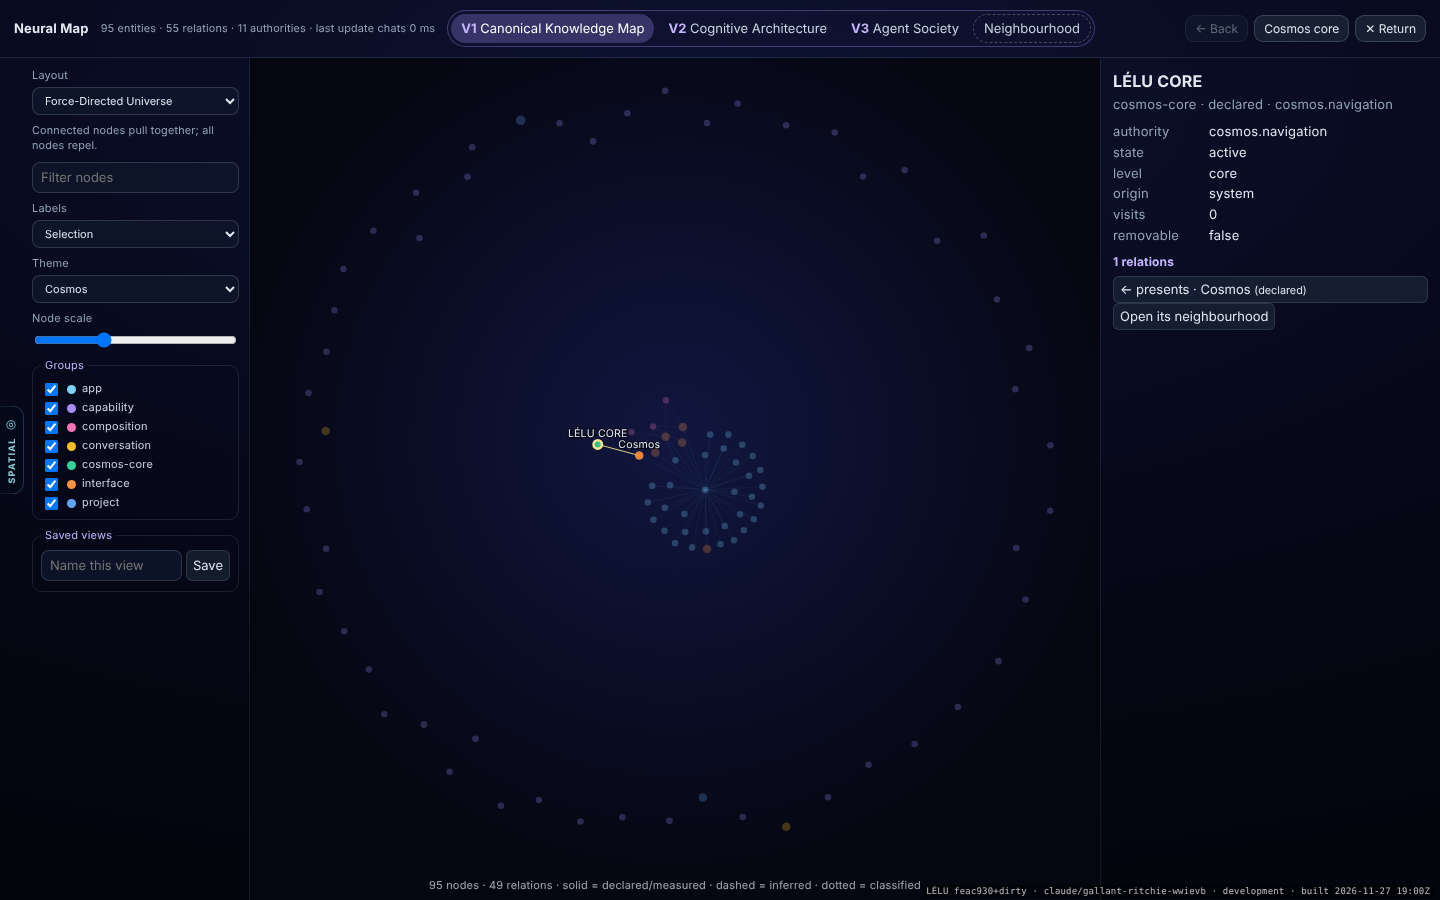 Neural Map
95 entities · 55 relations · 11 authorities · last update chats 0 ms
V1 Canonical Knowledge Map
V2 Cognitive Architecture
V3 Agent Society
Neighbourhood
← Back
Cosmos core
✕ Return
SPATIAL ◎
Layout
Force-Directed Universe
Connected nodes pull together; all
nodes repel.
Filter nodes
Labels
Selection
Theme
Cosmos
Node scale
Groups
app
capability
composition
conversation
cosmos-core
interface
project
Saved views
Name this view
Save
LÉLU CORE
Cosmos
95 nodes · 49 relations · solid = declared/measured · dashed = inferred · dotted = classified
LÉLU CORE
cosmos-core · declared · cosmos.navigation
authority cosmos.navigation
state active
level core
origin system
visits 0
removable false
1 relations
← presents · Cosmos (declared)
Open its neighbourhood
LÉLU feac930+dirty · claude/gallant-ritchie-wwievb · development · built 2026-11-27 19:00Z